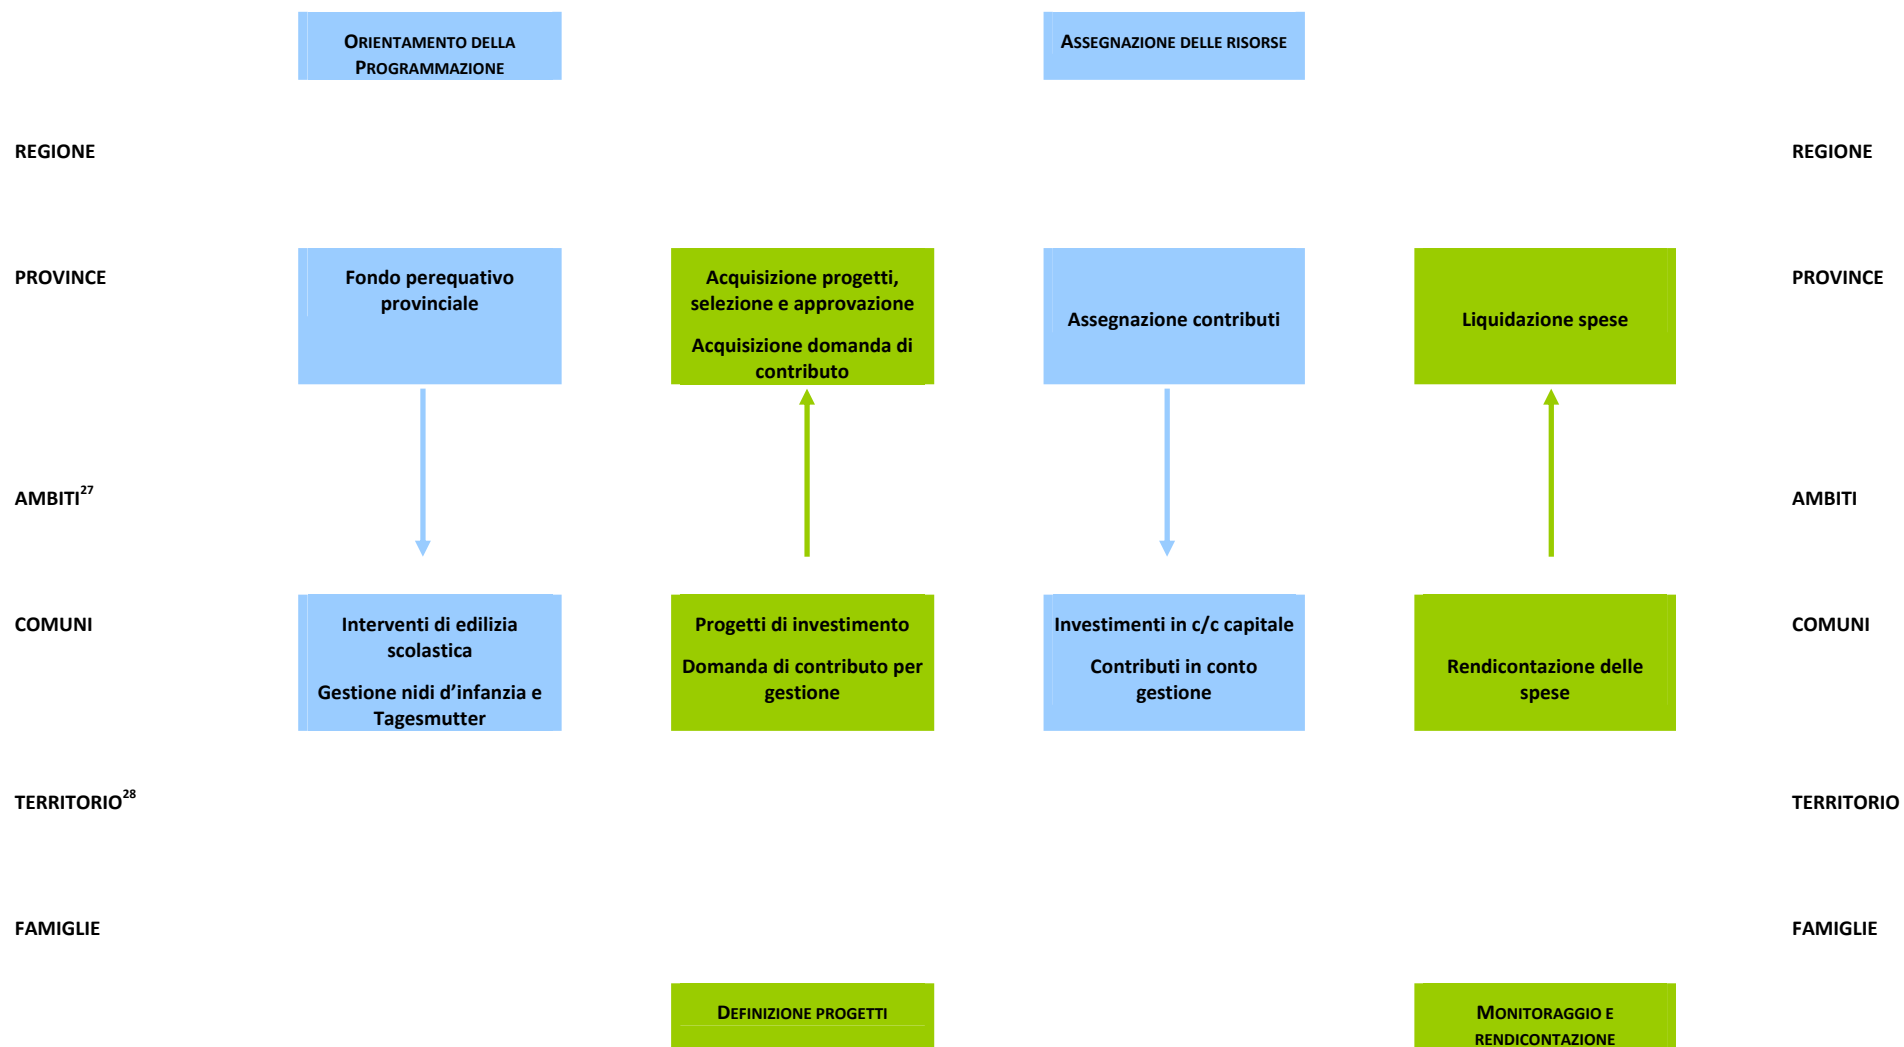 ORIENTAMENTO DELLA
PROGRAMMAZIONE
ASSEGNAZIONE DELLE RISORSE
REGIONE
REGIONE
PROVINCE
Fondo perequativo
provinciale
Acquisizione progetti,
selezione e approvazione
Acquisizione domanda di
contributo
Assegnazione contributi
Liquidazione spese
PROVINCE
AMBITI27
AMBITI
COMUNI
Interventi di edilizia
scolastica
Gestione nidi d’infanzia e
Tagesmutter
Progetti di investimento
Domanda di contributo per
gestione
Investimenti in c/c capitale
Contributi in conto
gestione
Rendicontazione delle
spese
COMUNI
TERRITORIO28
TERRITORIO
FAMIGLIE
FAMIGLIE
DEFINIZIONE PROGETTI
MONITORAGGIO E
RENDICONTAZIONE